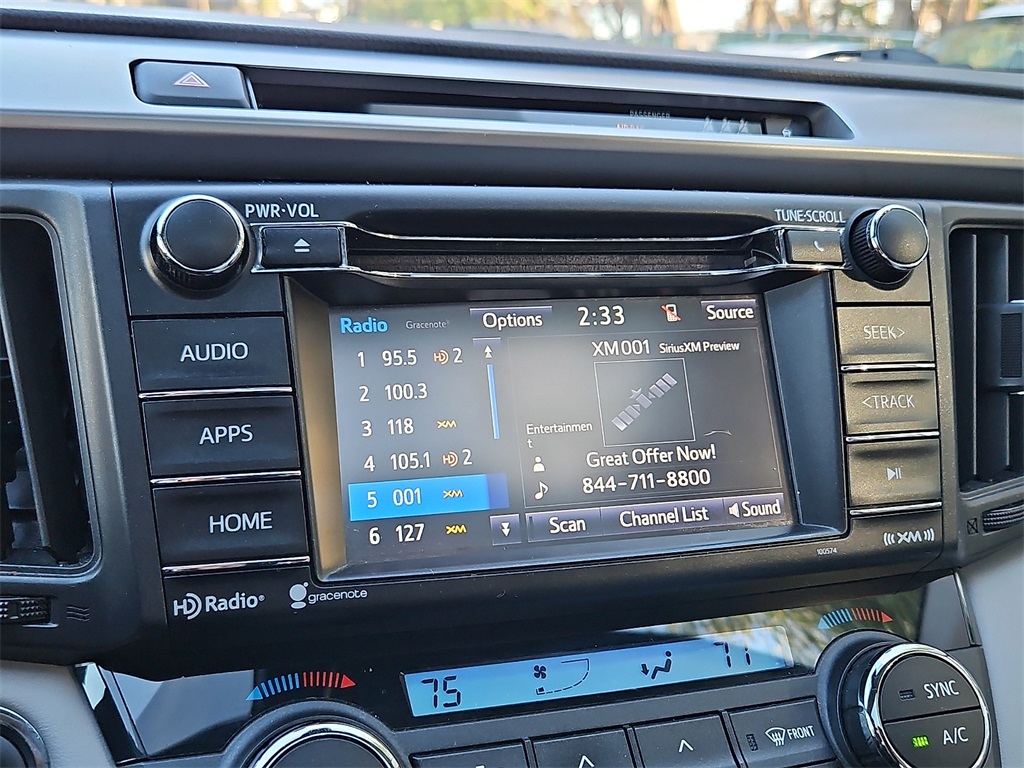 PASSENGER
PWR·VOL
TUNE·SCROLL
Radio Gracenote® Options 2:33 Source
1 95.5 HD 2
2 100.3
3 118 XM
4 105.1 HD 2
5 001 XM
6 127 XM
XM001 SiriusXM Preview
Entertainmen
t
Great Offer Now!
844-711-8800
Scan Channel List Sound
AUDIO
APPS
HOME
SEEK>
<TRACK
HD Radio®
gracenote
100574
((( XM )))
75
71
FRONT
SYNC
A/C